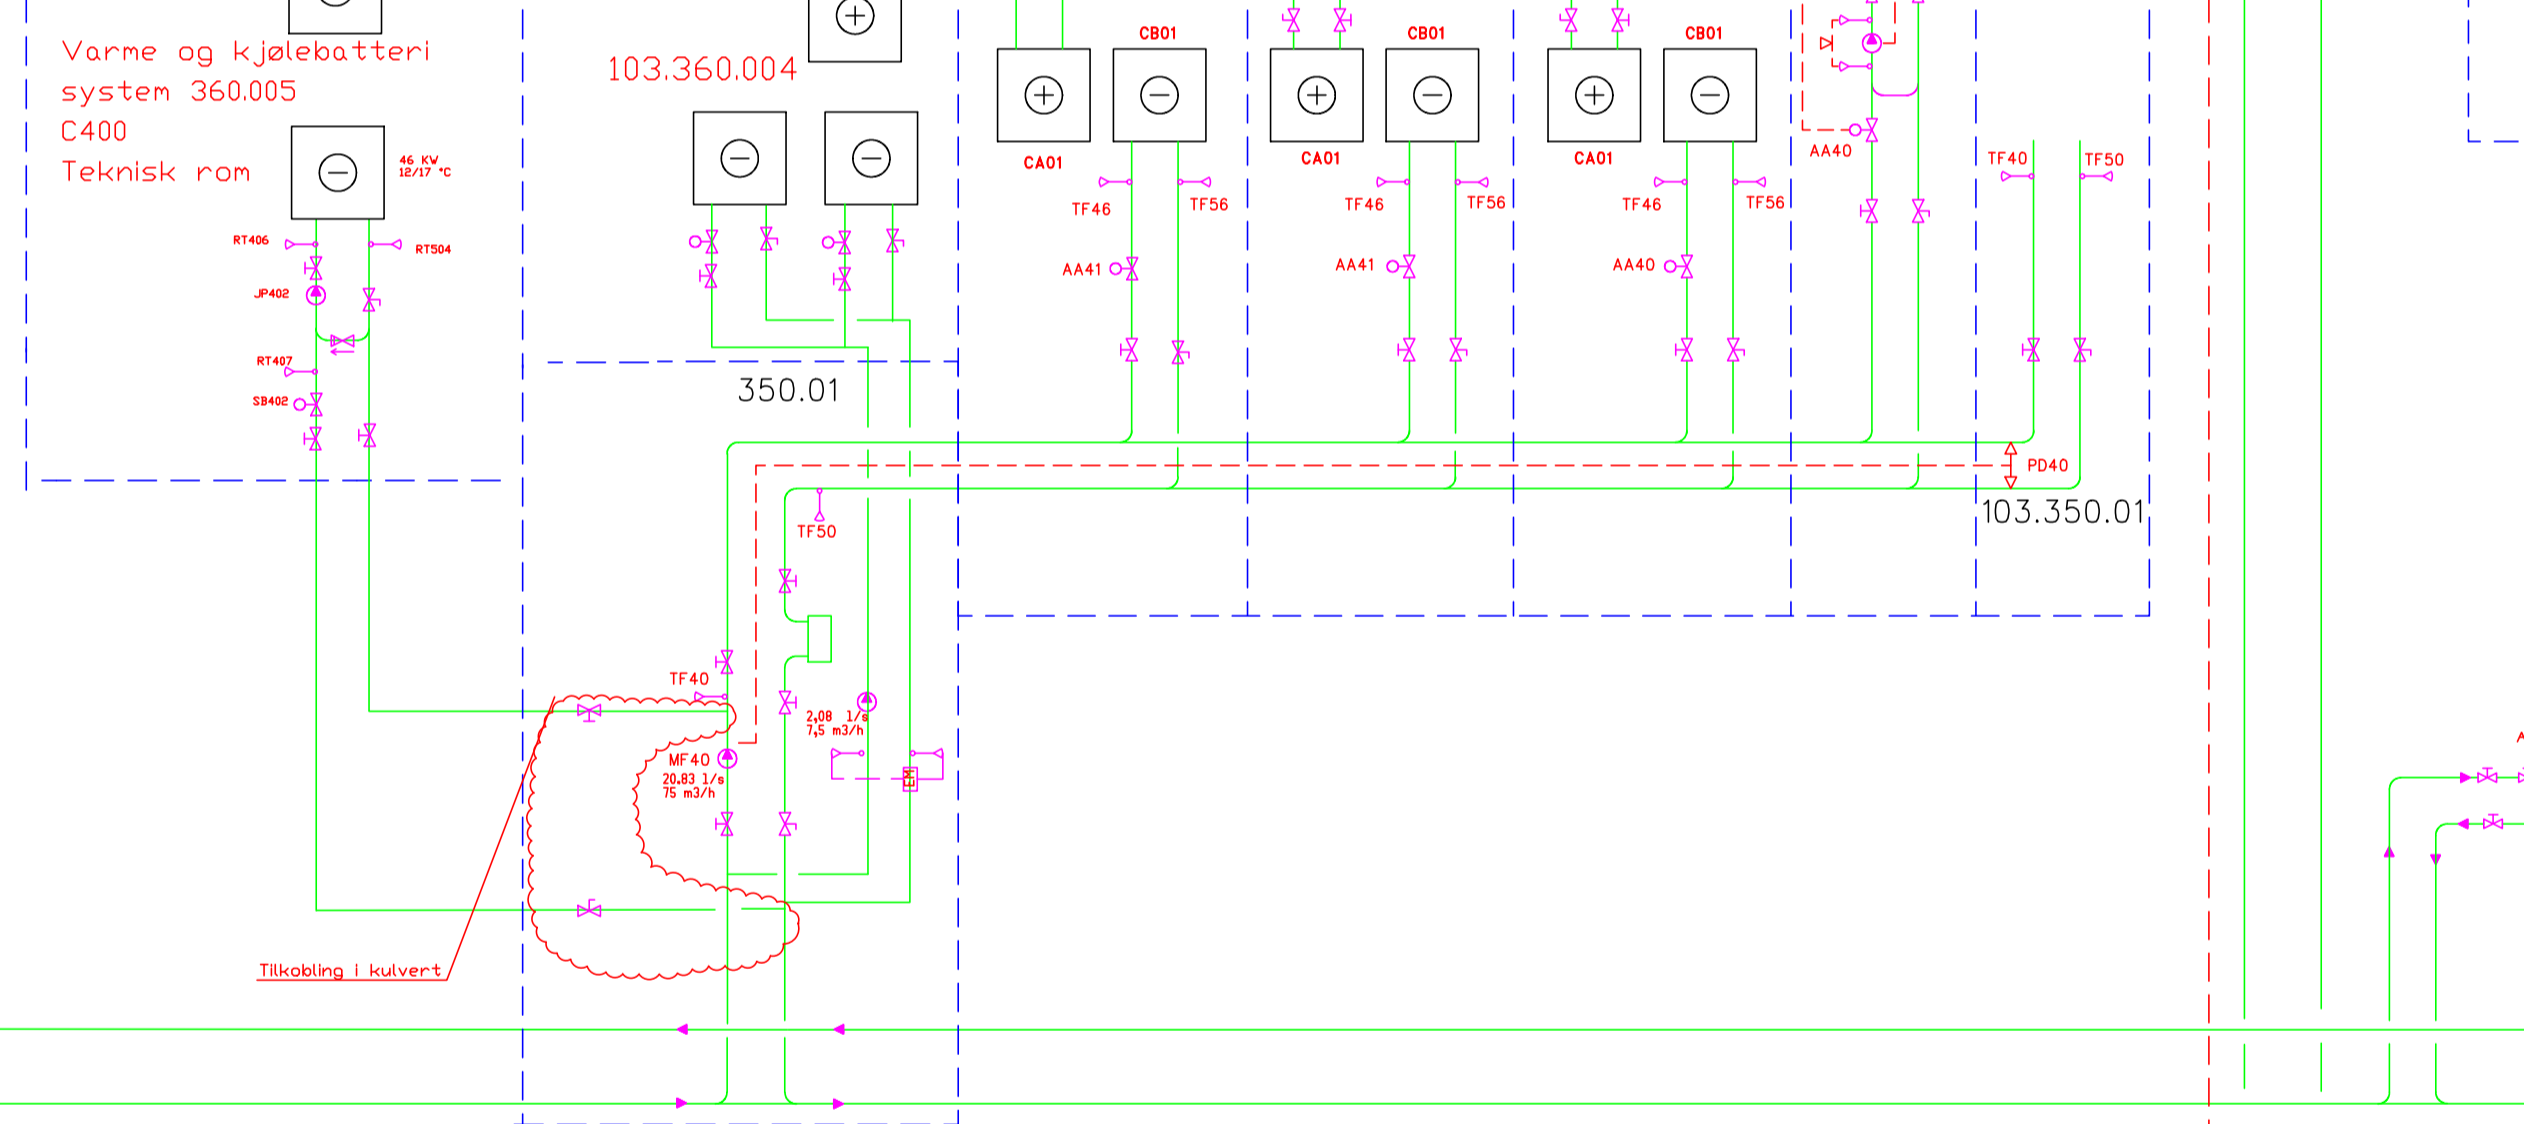 Varme og kjølebatteri
system 360.005
C400
Teknisk rom
46 KW
12/17 °C
RT406
RT504
JP402
RT407
SB402
103.360.004
350.01
CB01
CA01
TF46
TF56
AA41
CB01
CA01
TF46
TF56
AA41
CB01
CA01
TF46
TF56
AA40
AA40
TF40
TF50
PD40
103.350.01
TF50
TF40
2,08 l/s
7,5 m3/h
MF40
20.83 l/s
75 m3/h
EM
Tilkobling i kulvert